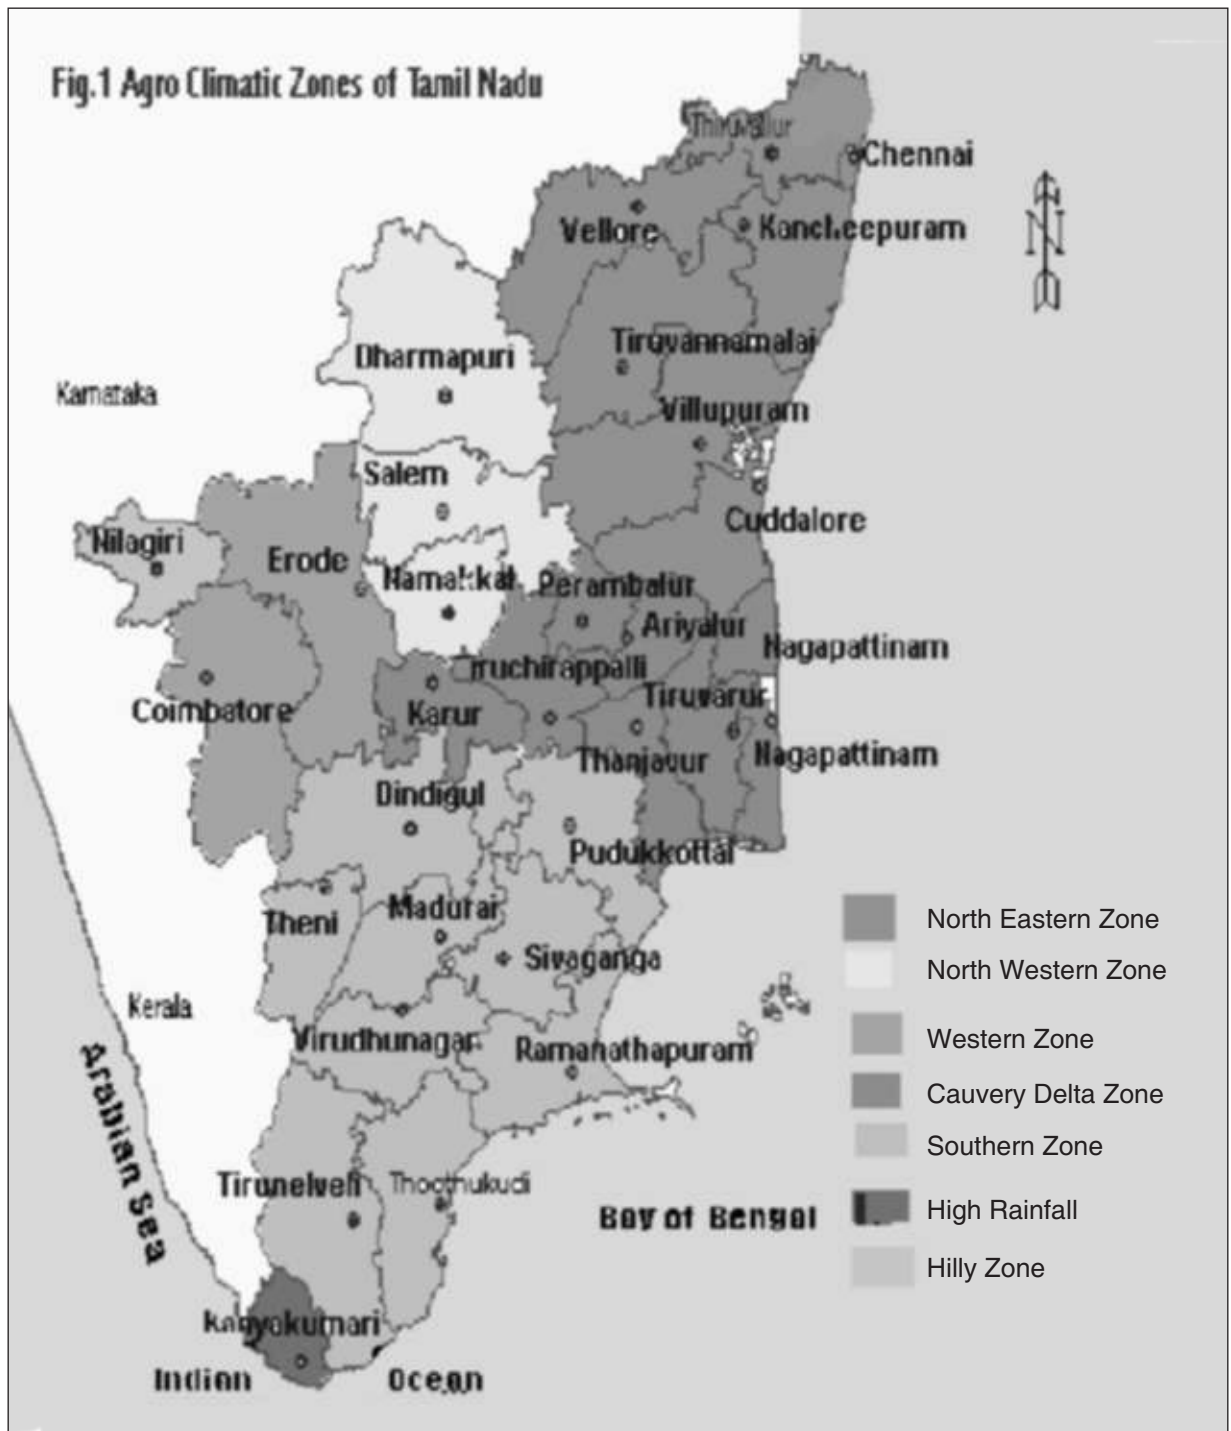 Fig.1 Agro Climatic Zones of Tamil Nadu
Thiruvallur
Chennai
Vellore
Kancheepuram
N
Tiruvannamalai
Dharmapuri
Karnataka
Villupuram
Salem
Cuddalore
Nilagiri
Erode
Namakkal
Perambalur
Ariyalur
Nagapattinam
Tiruchirappalli
Tiruvarur
Coimbatore
Karur
Thanjavur
Nagapattinam
Dindigul
Pudukkottai
Madurai
Theni
Sivaganga
Kerala
Virudhunagar
Ramanathapuram
Arabian Sea
Tirunelveli
Thoothukudi
Bay of Bengal
Kanyakumari
Indian Ocean
North Eastern Zone
North Western Zone
Western Zone
Cauvery Delta Zone
Southern Zone
High Rainfall
Hilly Zone